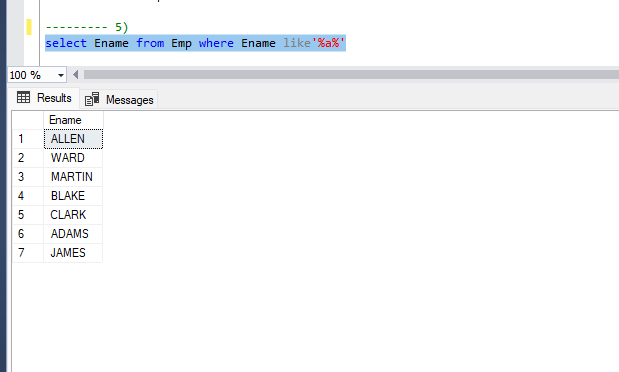 --------- 5)
select Ename from Emp where Ename like'%a%'
100 %
Results Messages
Ename
1 ALLEN
2 WARD
3 MARTIN
4 BLAKE
5 CLARK
6 ADAMS
7 JAMES